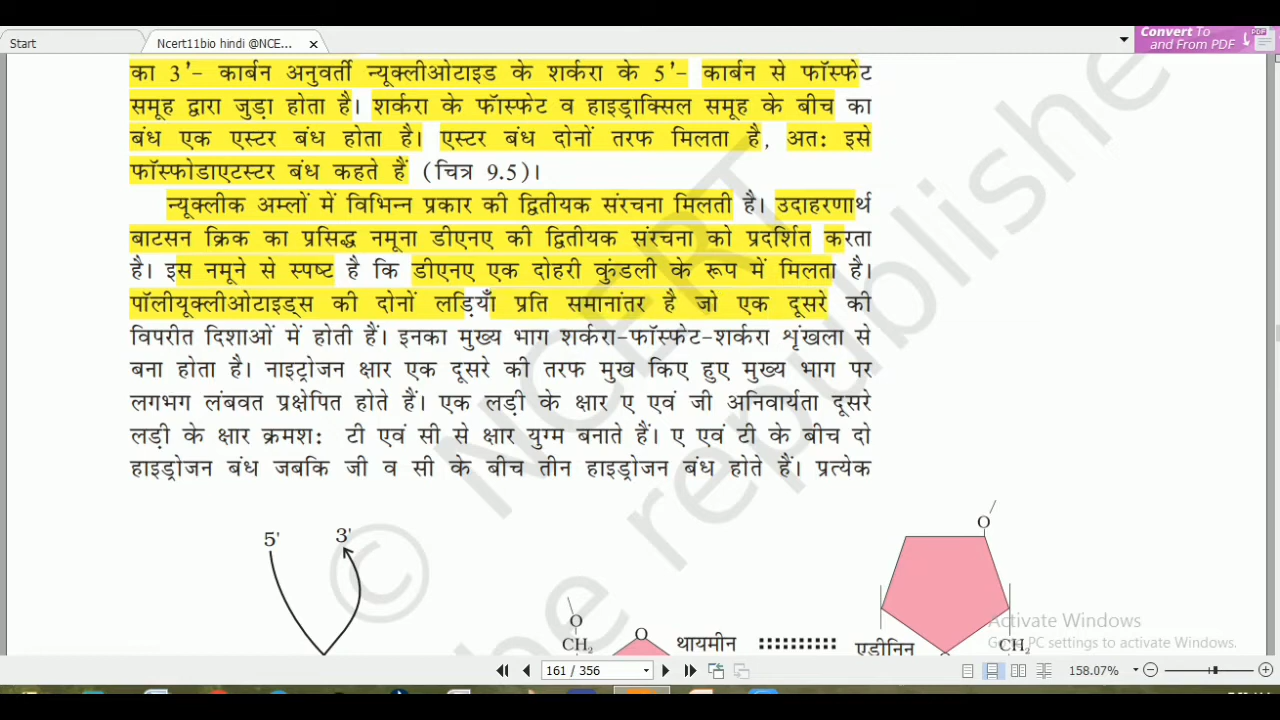 Start
Ncert11bio hindi @NCE... ×
Convert To
and From PDF
PDF
का 3'- कार्बन अनुवर्ती न्यूक्लीओटाइड के शर्करा के 5'- कार्बन से फॉस्फेट
समूह द्वारा जुड़ा होता है। शर्करा के फॅास्फेट व हाइड्राक्सिल समूह के बीच का
बंध एक एस्टर बंध होता है। एस्टर बंध दोनों तरफ मिलता है, अतः इसे
फॉस्फोडाएटस्टर बंध कहते हैं (चित्र 9.5)।
न्यूक्लीक अम्लों में विभिन्न प्रकार की द्वितीयक संरचना मिलती है। उदाहरणार्थ
बाटसन क्रिक का प्रसिद्ध नमूना डीएनए की द्वितीयक संरचना को प्रदर्शित करता
है। इस नमूने से स्पष्ट है कि डीएनए एक दोहरी कुंडली के रूप में मिलता है।
पॉलीयूक्लीओटाइड्स की दोनों लड़ियाँ प्रति समानांतर है जो एक दूसरे की
विपरीत दिशाओं में होती हैं। इनका मुख्य भाग शर्करा-फॉस्फेट-शर्करा शृंखला से
बना होता है। नाइट्रोजन क्षार एक दूसरे की तरफ मुख किए हुए मुख्य भाग पर
लगभग लंबवत प्रक्षेपित होते हैं। एक लड़ी के क्षार ए एवं जी अनिवार्यता दूसरे
लड़ी के क्षार क्रमश: टी एवं सी से क्षार युग्म बनाते हैं। ए एवं टी के बीच दो
हाइड्रोजन बंध जबकि जी व सी के बीच तीन हाइड्रोजन बंध होते हैं। प्रत्येक
© NCERT
be republishe
5' 3'
O
O
CH₂
O
थायमीन
एडीनिन
CH₂
Activate Windows
Go to PC settings to activate Windows.
161 / 356
158.07%